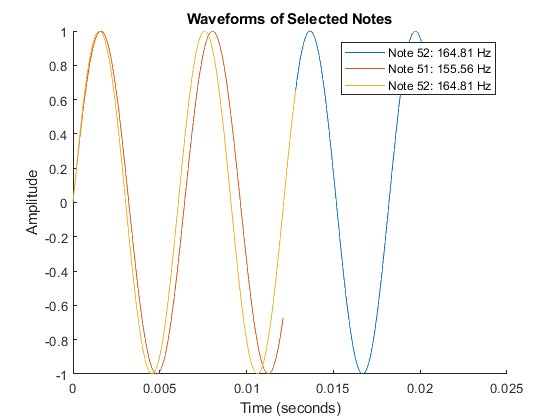 Waveforms of Selected Notes
Note 52: 164.81 Hz
Note 51: 155.56 Hz
Note 52: 164.81 Hz
1
0.8
0.6
0.4
0.2
0
-0.2
-0.4
-0.6
-0.8
-1
Amplitude
0
0.005
0.01
0.015
0.02
0.025
Time (seconds)